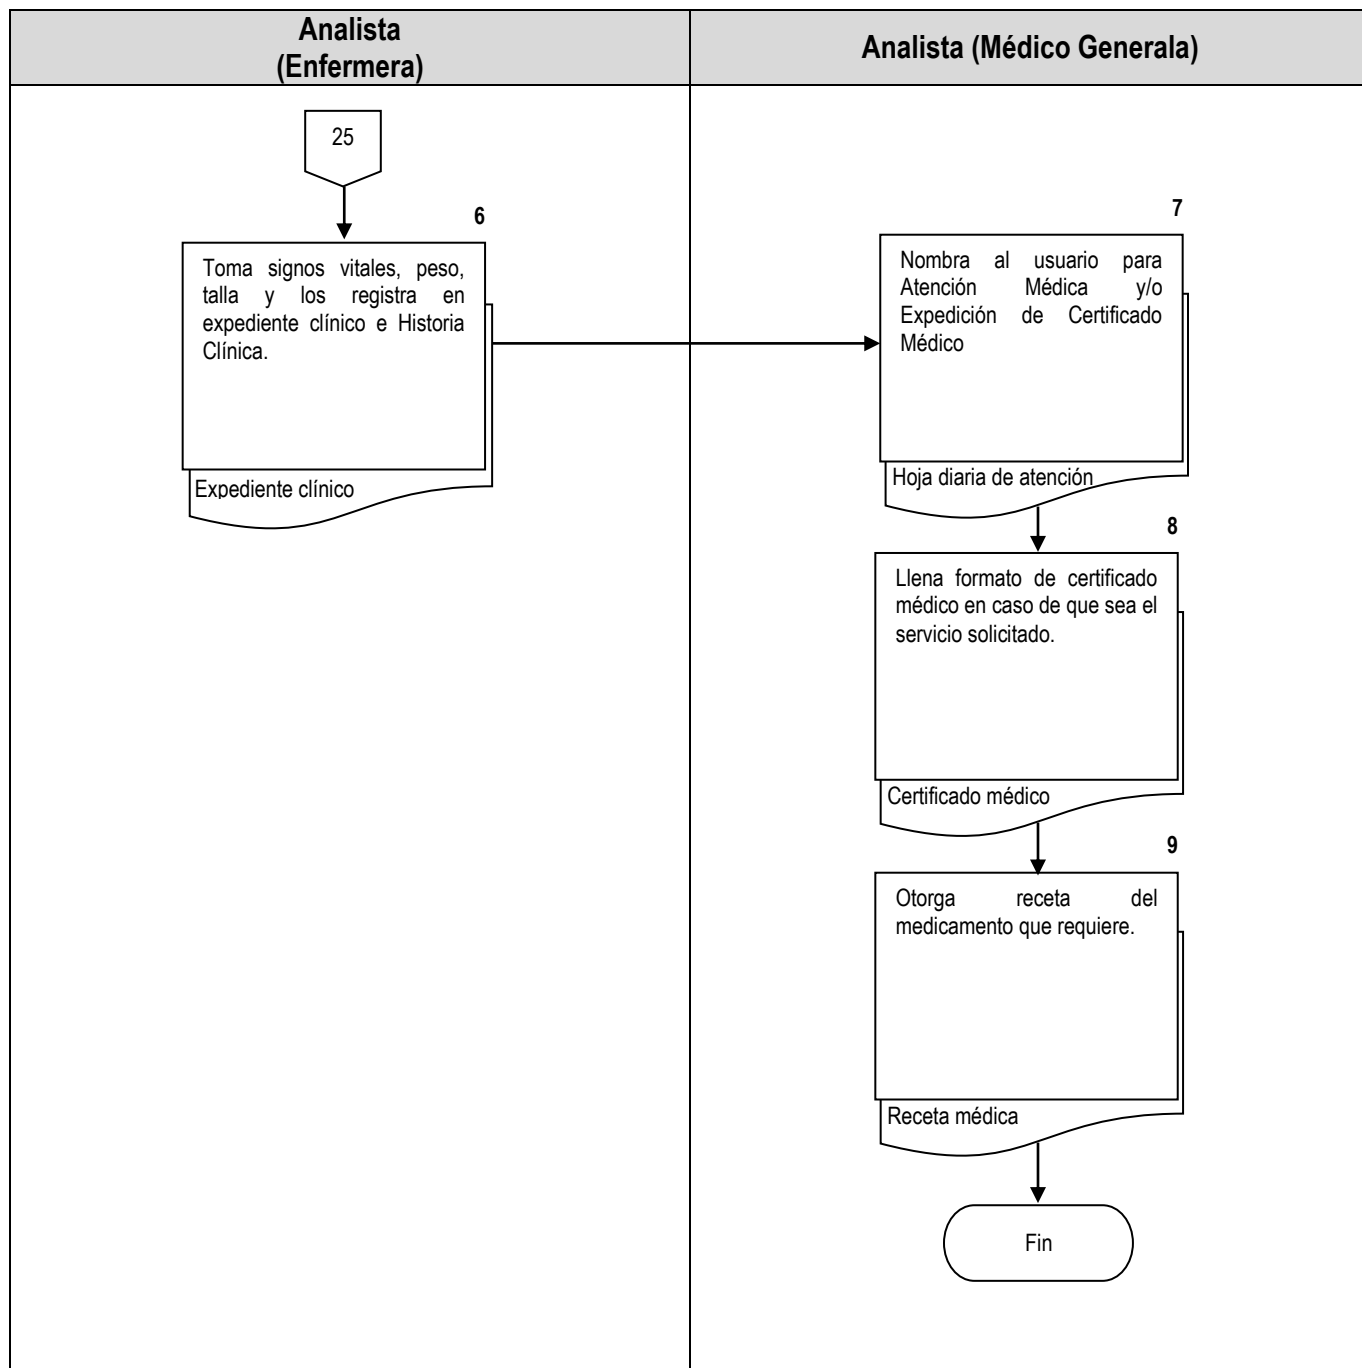 Analista
(Enfermera)
Analista (Médico Generala)
25
6
Toma signos vitales, peso,
talla y los registra en
expediente clínico e Historia
Clínica.
Expediente clínico
7
Nombra al usuario para
Atención Médica y/o
Expedición de Certificado
Médico
Hoja diaria de atención
8
Llena formato de certificado
médico en caso de que sea el
servicio solicitado.
Certificado médico
9
Otorga receta del
medicamento que requiere.
Receta médica
Fin